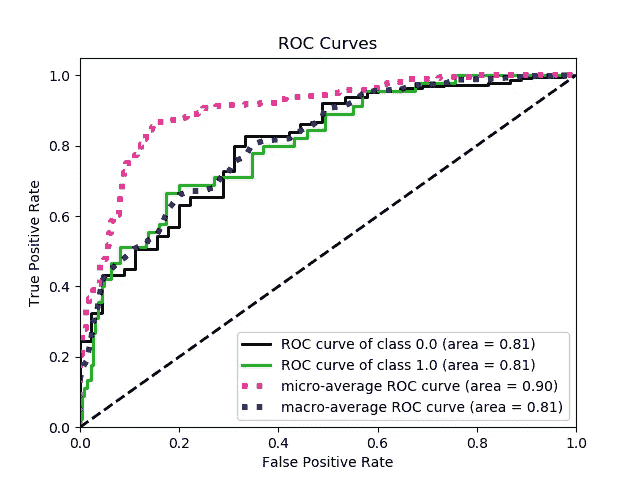 ROC Curves
1.0
0.8
0.6
0.4
0.2
0.0
True Positive Rate
ROC curve of class 0.0 (area = 0.81)
ROC curve of class 1.0 (area = 0.81)
micro-average ROC curve (area = 0.90)
macro-average ROC curve (area = 0.81)
0.0 0.2 0.4 0.6 0.8 1.0
False Positive Rate